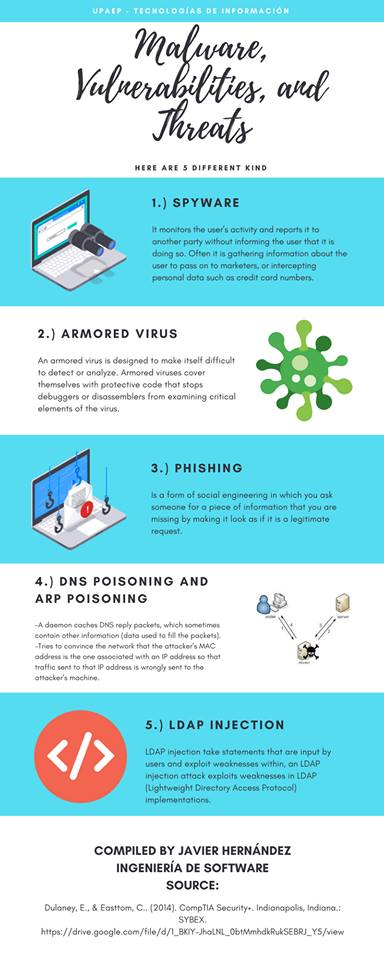 UPAEP - TECNOLOGÍAS DE INFORMACIÓN
Malware,
Vulnerabilities, and
Threats
HERE ARE 5 DIFFERENT KIND
1.) SPYWARE
It monitors the user's activity and reports it to
another party without informing the user that it is
doing so. Often it is gathering information about the
user to pass on to marketers, or intercepting
personal data such as credit card numbers.
2.) ARMORED VIRUS
An armored virus is designed to make itself difficult
to detect or analyze. Armored viruses cover
themselves with protective code that stops
debuggers or disassemblers from examining critical
elements of the virus.
3.) PHISHING
Is a form of social engineering in which you ask
someone for a piece of information that you are
missing by making it look as if it is a legitimate
request.
4.) DNS POISONING AND
ARP POISONING
-A daemon caches DNS reply packets, which sometimes
contain other information (data used to fill the packets).
-Tries to convince the network that the attacker's MAC
address is the one associated with an IP address so that
traffic sent to that IP address is wrongly sent to the
attacker's machine.
server
5.) LDAP INJECTION
LDAP injection take statements that are input by
users and exploit weaknesses within, an LDAP
injection attack exploits weaknesses in LDAP
(Lightweight Directory Access Protocol)
implementations.
COMPILED BY JAVIER HERNÁNDEZ
INGENIERÍA DE SOFTWARE
SOURCE:
Dulaney, E., & Easttom, C.. (2014). CompTIA Security+. Indianapolis, Indiana.:
SYBEX.
https://drive.google.com/file/d/1_BKIY-JhaLNL_0btMmhdkRukSEBRJ_Y5/view